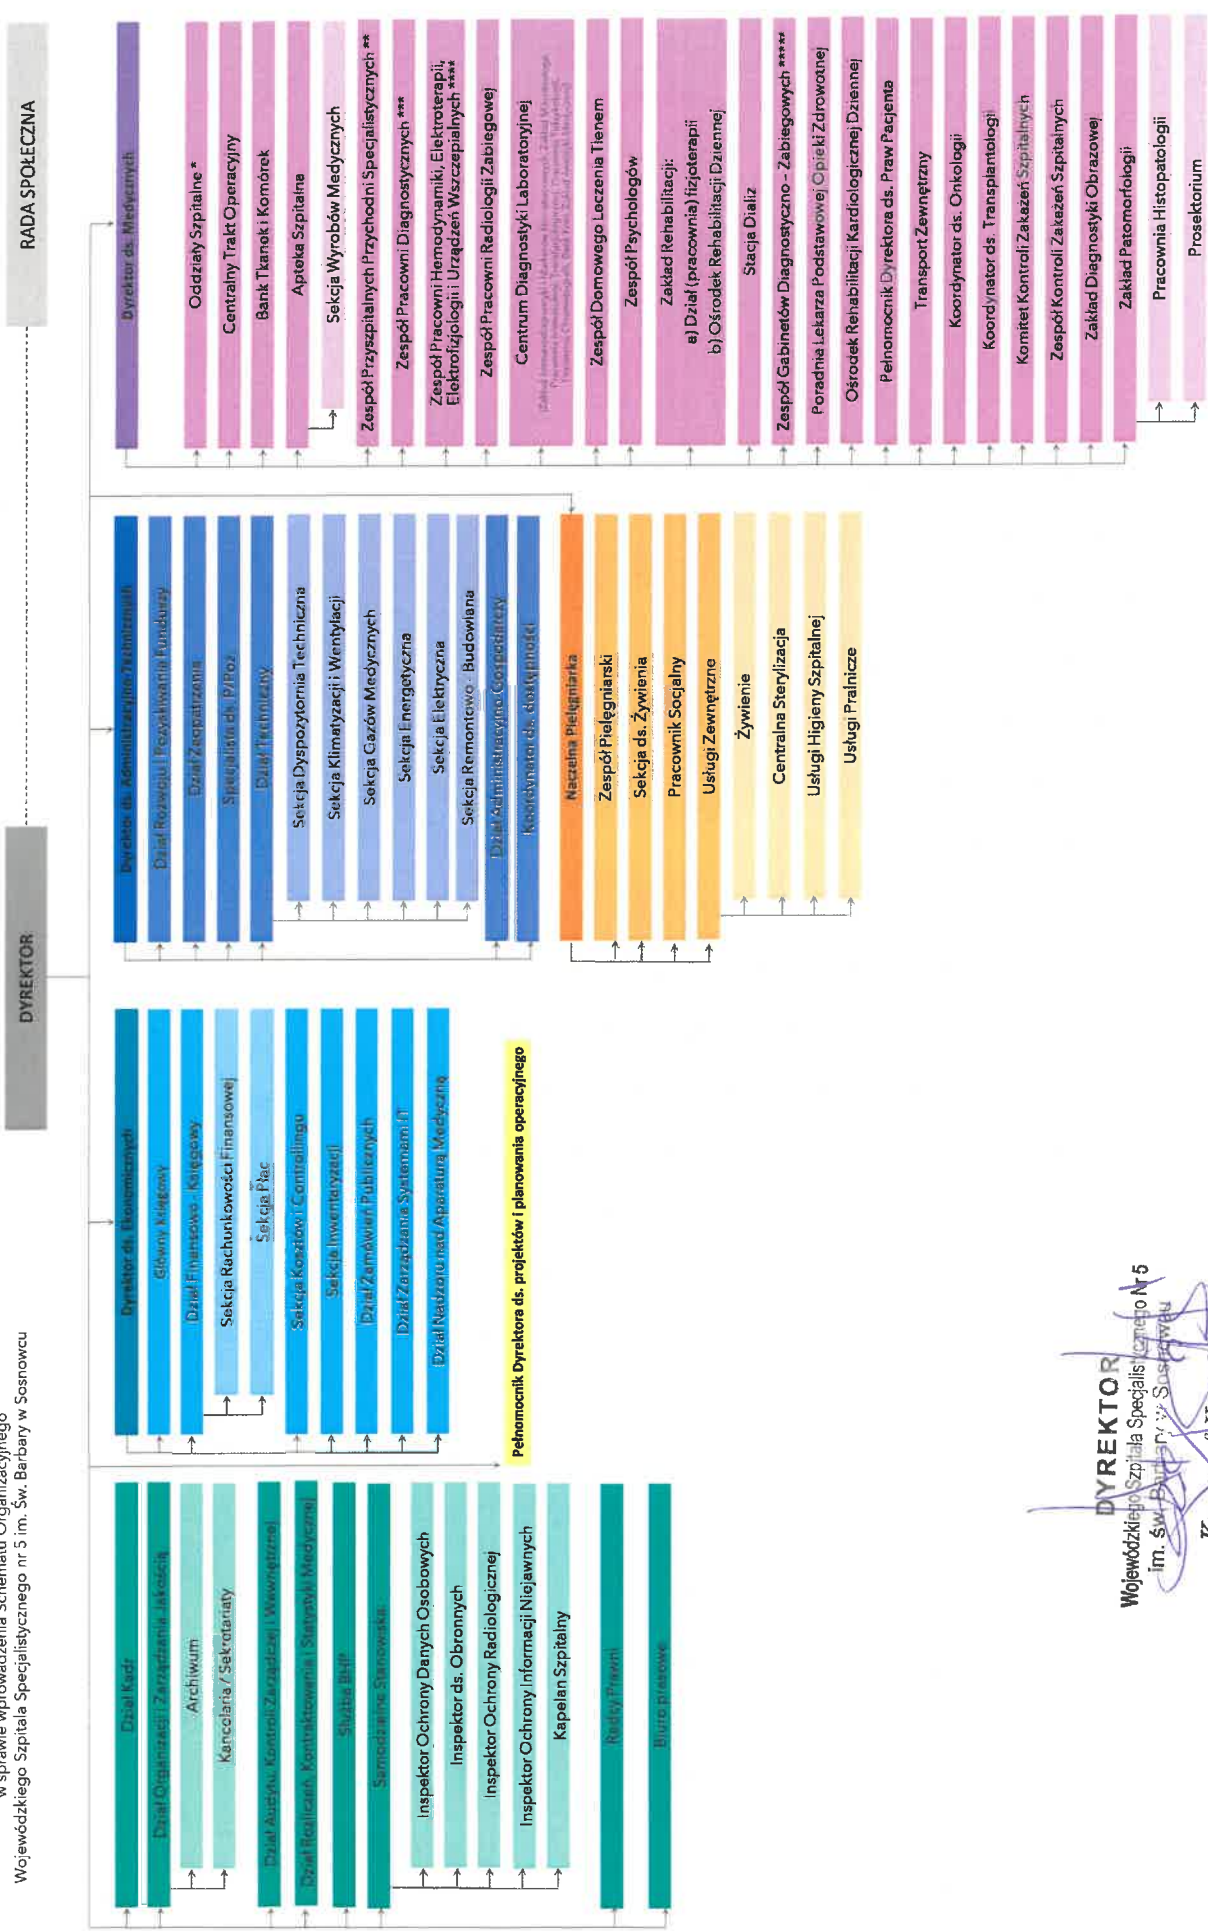 w sprawie wprowadzenia Schematu Organizacyjnego
Wojewódzkiego Szpitala Specjalistycznego nr 5 im. Św. Barbary w Sosnowcu
DYREKTOR
RADA SPOŁECZNA
Dział Kadr
Dział Organizacji i Zarządzania Jakością
Archiwum
Kancelaria / Sekretariaty
Dział Audytu, Kontroli Zarządczej i Wewnętrznej
Dział Rozliczeń, Kontraktowania i Statystyki Medycznej
Służba BHP
Samodzielne Stanowiska:
Inspektor Ochrony Danych Osobowych
Inspektor ds. Obronnych
Inspektor Ochrony Radiologicznej
Inspektor Ochrony Informacji Niejawnych
Kapelan Szpitalny
Radcy Prawni
Biuro prasowe
Dyrektor ds. Ekonomicznych
Główny Księgowy
Dział Finansowo - Księgowy
Sekcja Rachunkowości Finansowej
Sekcja Płac
Sekcja Kosztów i Controllingu
Sekcja Inwentaryzacji
Dział Zamówień Publicznych
Dział Zarządzania Systemami IT
Dział Nadzoru nad Aparaturą Medyczną
Pełnomocnik Dyrektora ds. projektów i planowania operacyjnego
Dyrektor ds. Administracyjno-Technicznych
Dział Rozwoju i Pozyskiwania Funduszy
Dział Zaopatrzenia
Specjalista ds. P/Poż.
Dział Techniczny
Sekcja Dyspozytornia Techniczna
Sekcja Klimatyzacji i Wentylacji
Sekcja Gazów Medycznych
Sekcja Energetyczna
Sekcja Elektryczna
Sekcja Remontowo - Budowlana
Dział Administracyjno-Gospodarczy
Koordynator ds. dostępności
Naczelna Pielęgniarka
Zespół Pielęgniarski
Sekcja ds. Żywienia
Pracownik Socjalny
Usługi Zewnętrzne
Żywienie
Centralna Sterylizacja
Usługi Higieny Szpitalnej
Usługi Pralnicze
Dyrektor ds. Medycznych
Oddziały Szpitalne *
Centralny Trakt Operacyjny
Bank Tkanek i Komórek
Apteka Szpitalna
Sekcja Wyrobów Medycznych
Zespół Przyszpitalnych Przychodni Specjalistycznych **
Zespół Pracowni Diagnostycznych ***
Zespół Pracowni Hemodynamiki, Elektroterapii,
Elektrofizjologii i Urządzeń Wszczepialnych ****
Zespół Pracowni Radiologii Zabiegowej
Centrum Diagnostyki Laboratoryjnej
Zespół Domowego Leczenia Tlenem
Zespół Psychologów
Zakład Rehabilitacji:
a) Dział (pracownia) fizjoterapii
b) Ośrodek Rehabilitacji Dziennej
Stacja Dializ
Zespół Gabinetów Diagnostyczno – Zabiegowych *****
Poradnia Lekarza Podstawowej Opieki Zdrowotnej
Ośrodek Rehabilitacji Kardiologicznej Dziennej
Pełnomocnik Dyrektora ds. Praw Pacjenta
Transport Zewnętrzny
Koordynator ds. Onkologii
Koordynator ds. Transplantologii
Komitet Kontroli Zakażeń Szpitalnych
Zespół Kontroli Zakażeń Szpitalnych
Zakład Diagnostyki Obrazowej
Zakład Patomorfologii
Pracownia Histopatologii
Prosektorium
DYREKTOR
Wojewódzkiego Szpitala Specjalistycznego Nr 5
im. Św. Barbary w Sosnowcu